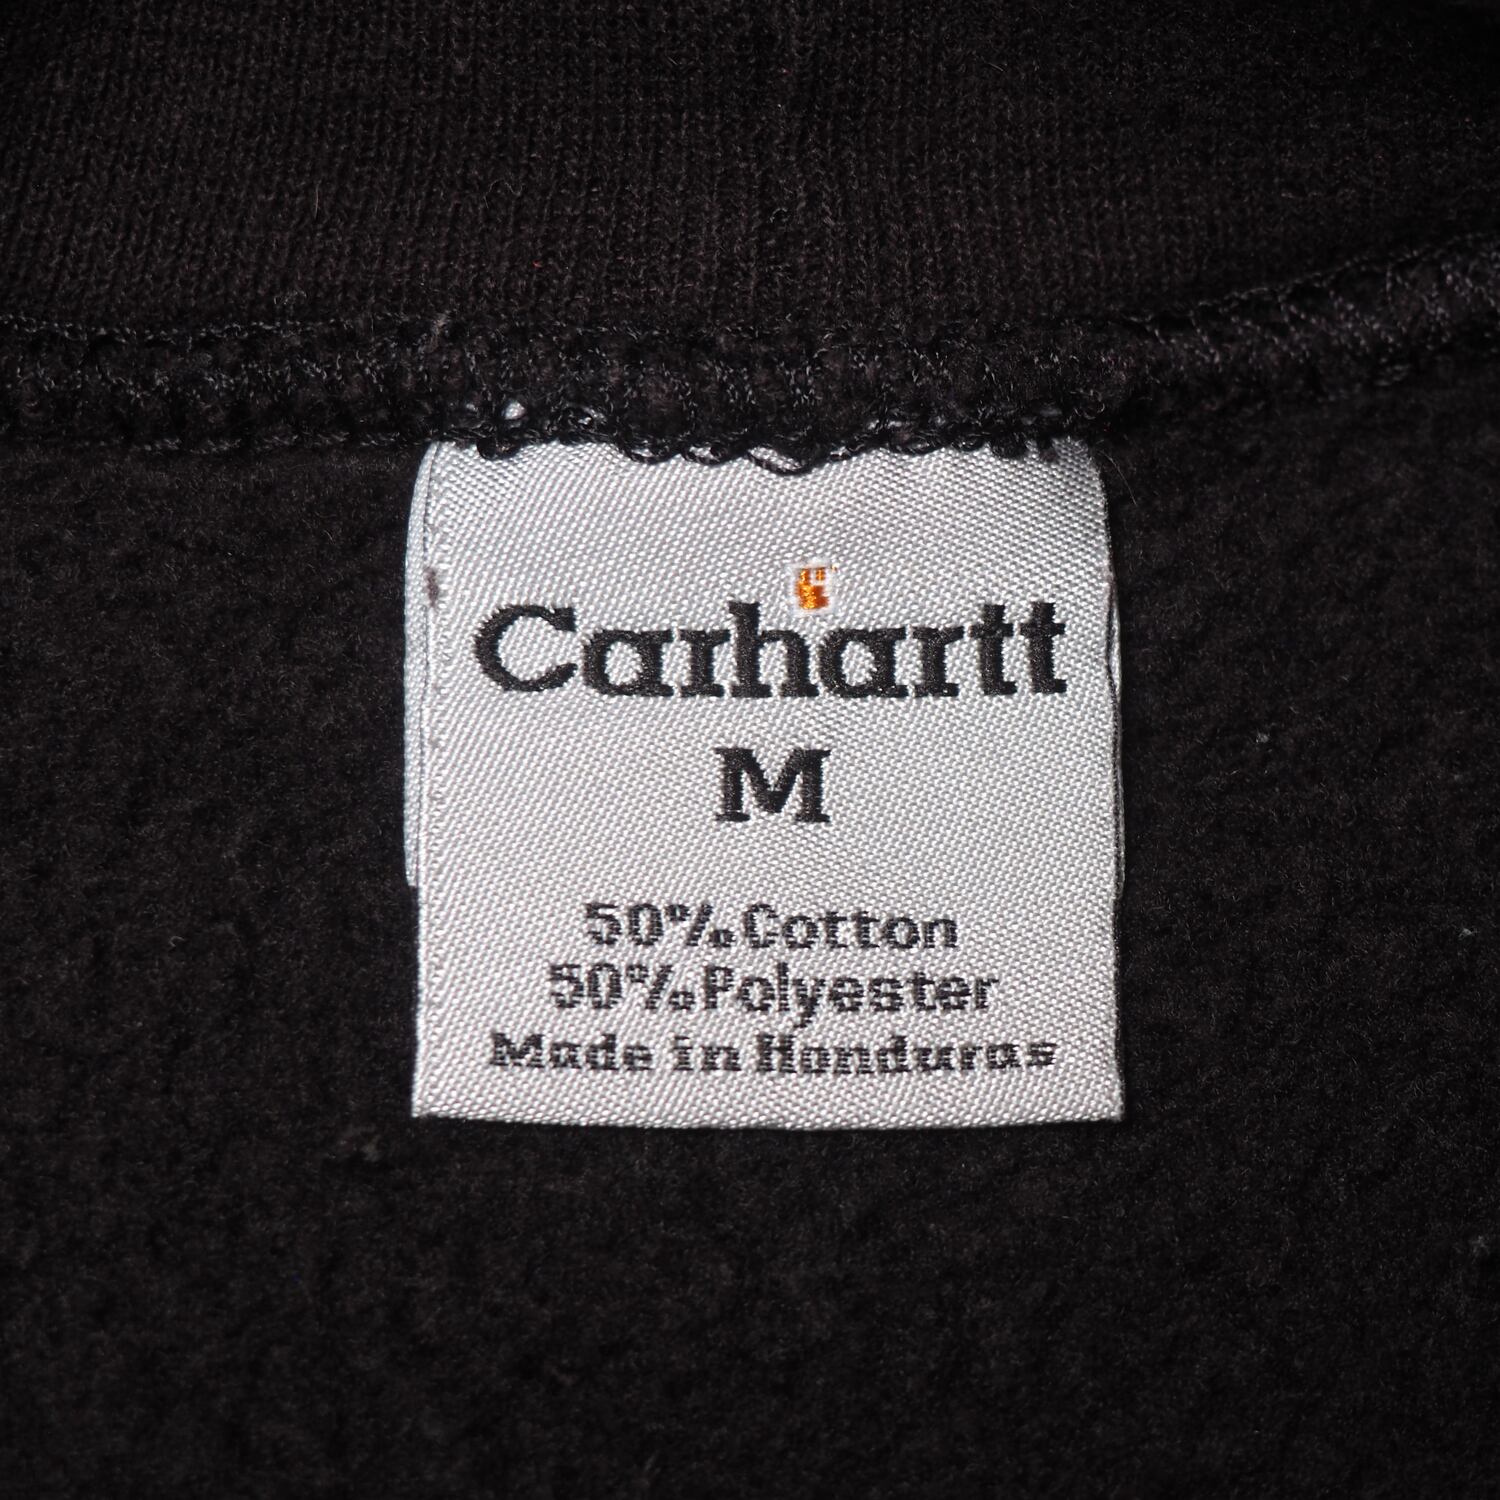 Carhartt
M
50% Cotton
50% Polyester
Made in Honduras